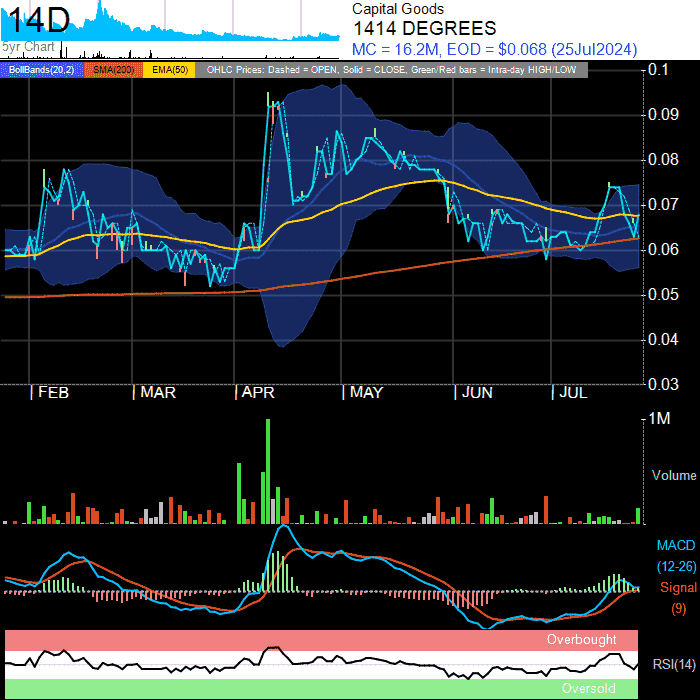 14D
5yr Chart
Capital Goods
1414 DEGREES
MC = 16.2M, EOD = $0.068 (25Jul2024)
BollBands(20,2) SMA(200) EMA(50) OHLC Prices: Dashed = OPEN, Solid = CLOSE, Green/Red bars = Intra-day HIGH/LOW
0.1
0.09
0.08
0.07
0.06
0.05
0.04
0.03
FEB MAR APR MAY JUN JUL
1M
Volume
MACD
(12-26)
Signal
(9)
Overbought
RSI(14)
Oversold